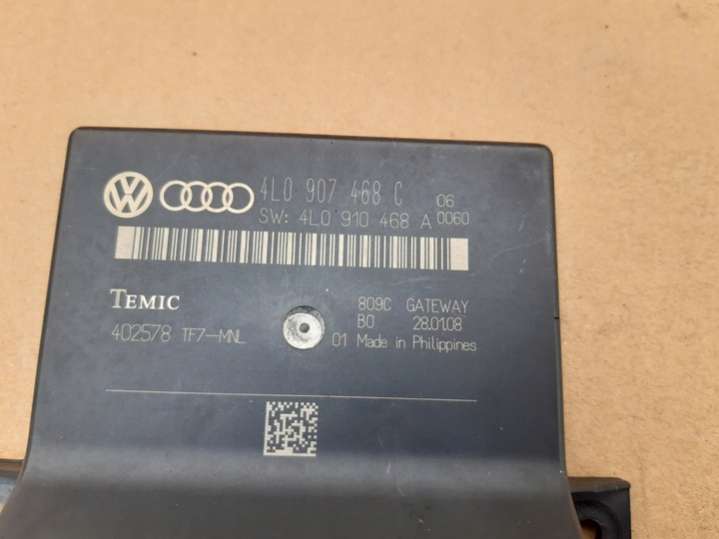 4L0 907 468 C 06
SW: 4L0 910 468 A 0060
TEMIC
809C GATEWAY
B0 28.01.08
402578 TF7-MNL
01 Made in Philippines